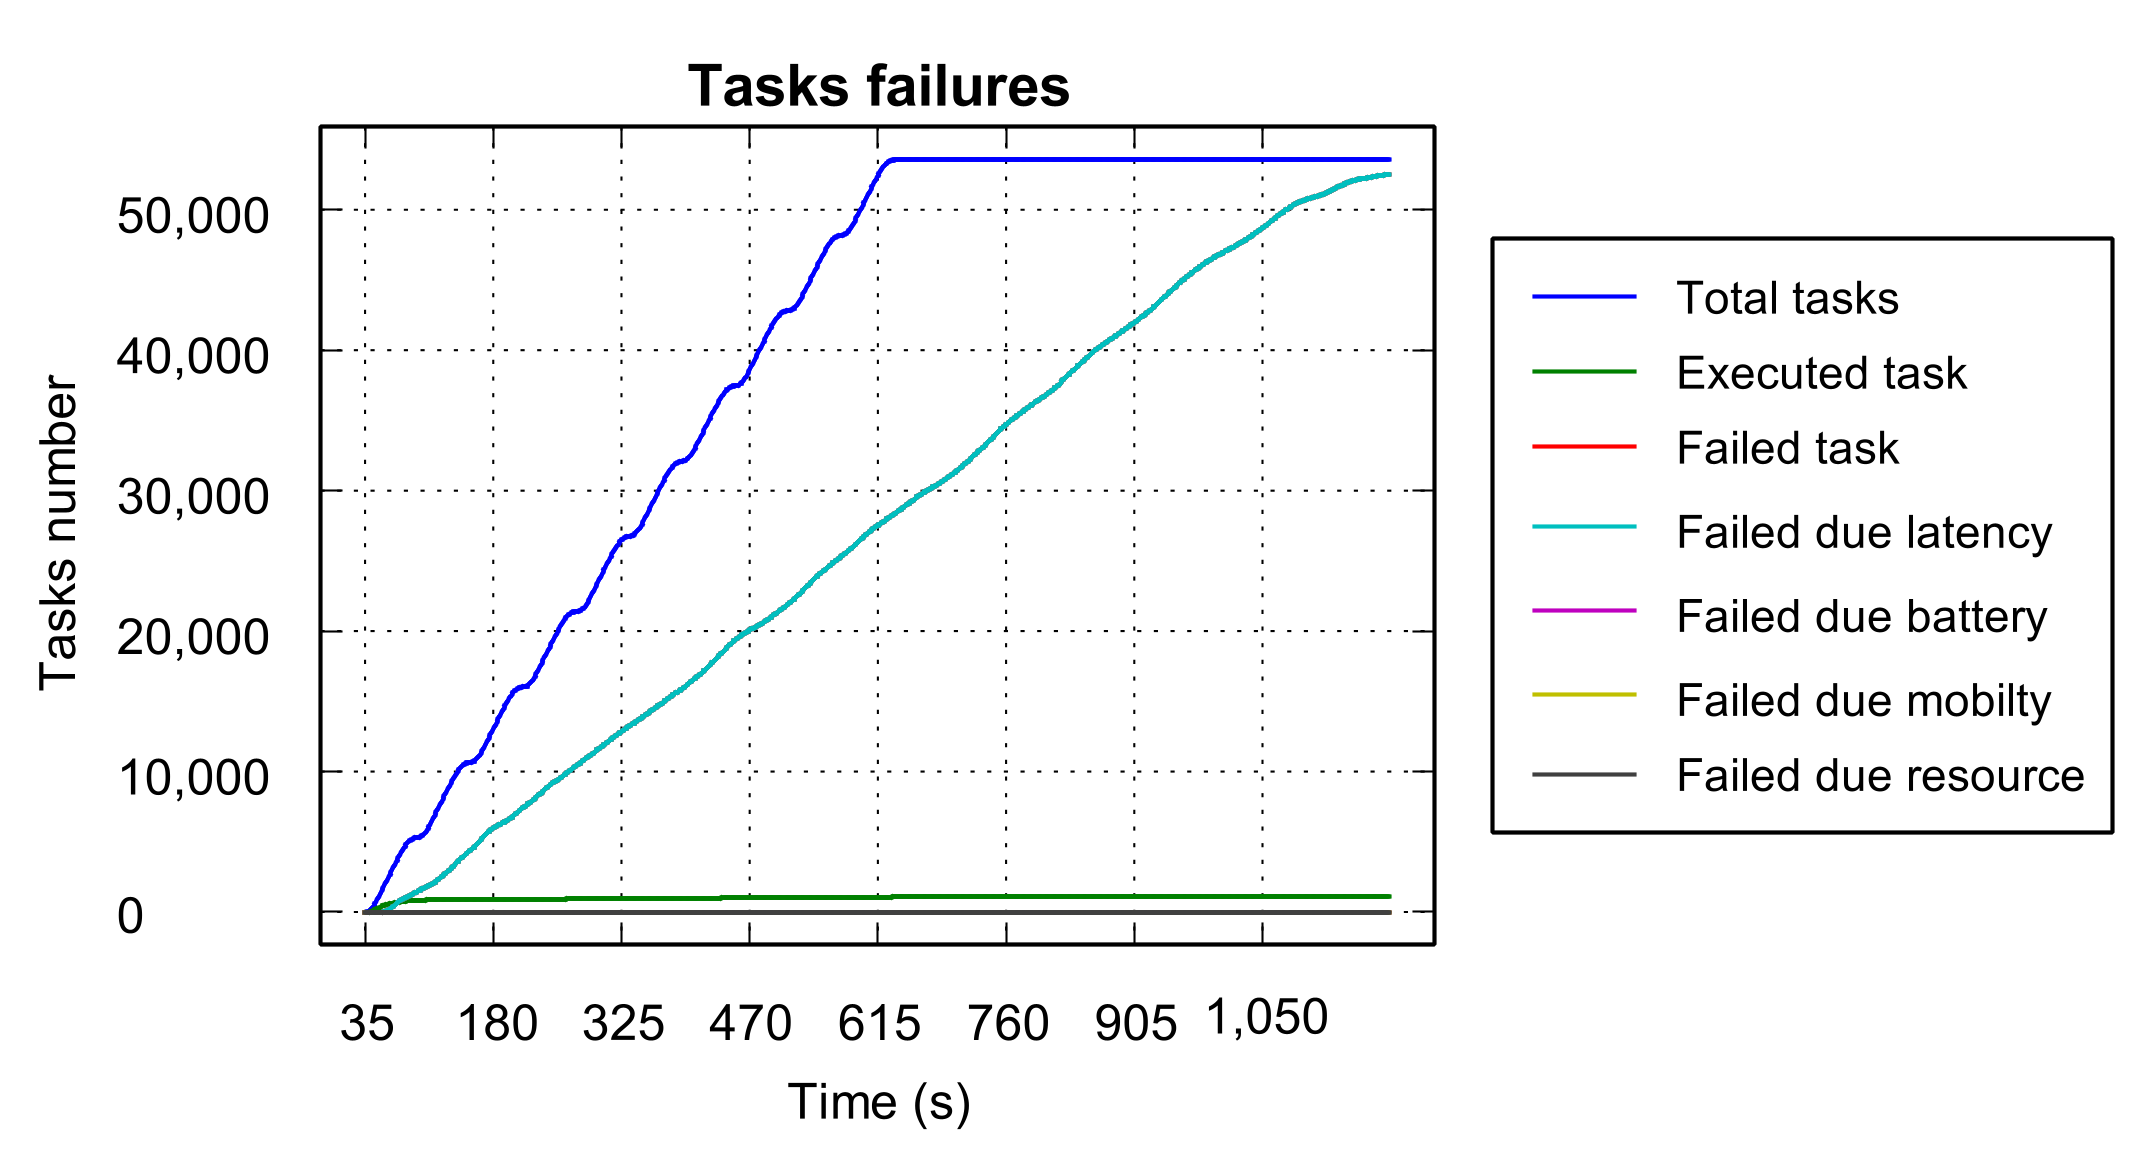 Tasks failures
50,000
40,000
30,000
20,000
10,000
0
Tasks number
35 180 325 470 615 760 905 1,050
Time (s)
Total tasks
Executed task
Failed task
Failed due latency
Failed due battery
Failed due mobilty
Failed due resource